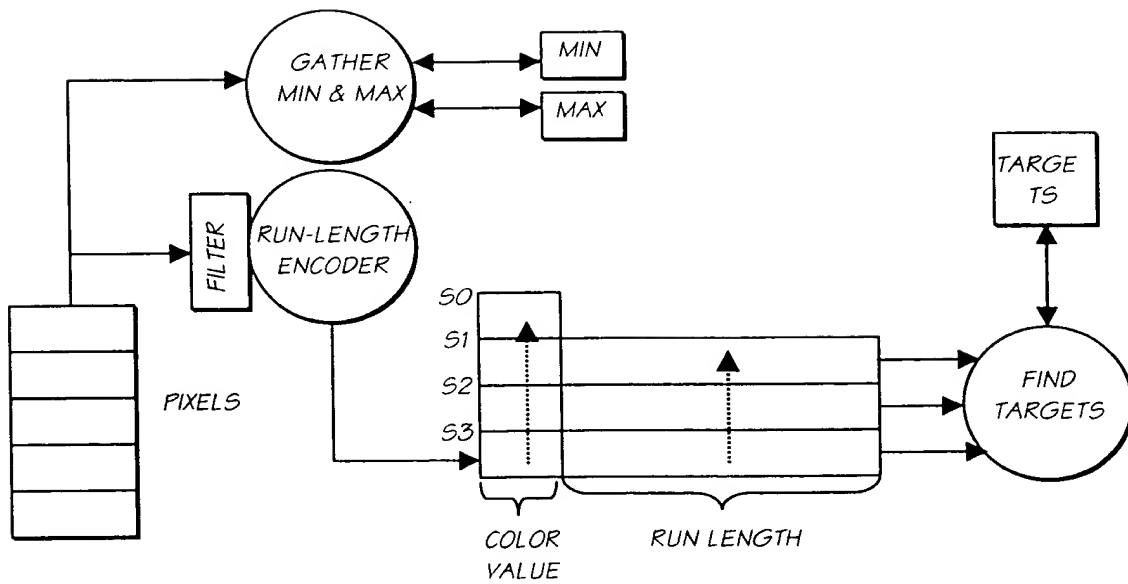 GATHER
MIN & MAX
MIN
MAX
TARGE
TS
FILTER
RUN-LENGTH
ENCODER
S0
S1
S2
S3
PIXELS
FIND
TARGETS
COLOR
VALUE
RUN LENGTH